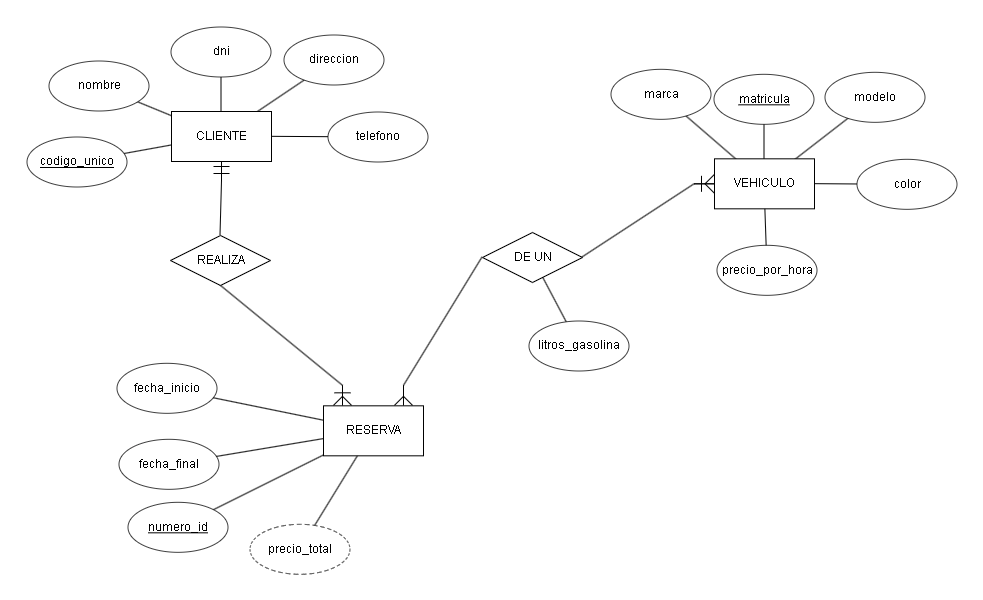 dni
direccion
nombre
CLIENTE
telefono
codigo_unico
marca
matricula
modelo
VEHICULO
color
precio_por_hora
REALIZA
DE UN
litros_gasolina
fecha_inicio
RESERVA
fecha_final
numero_id
precio_total